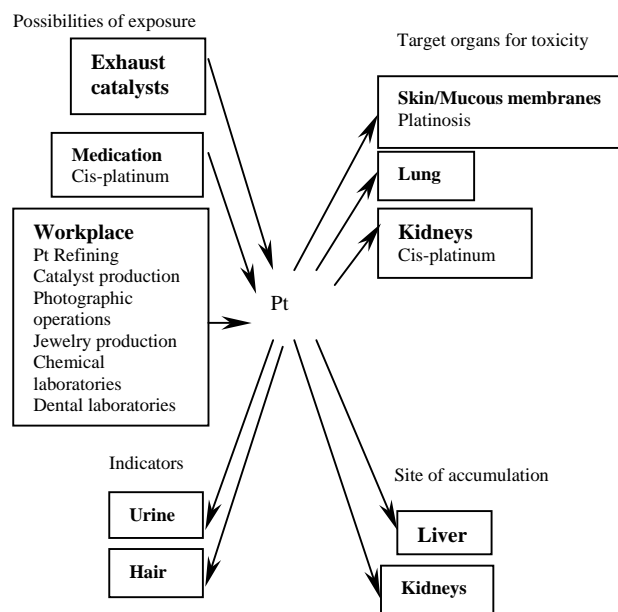 Possibilities of exposure
Exhaust
catalysts
Medication
Cis-platinum
Workplace
Pt Refining
Catalyst production
Photographic
operations
Jewelry production
Chemical
laboratories
Dental laboratories
Target organs for toxicity
Skin/Mucous membranes
Platinosis
Lung
Kidneys
Cis-platinum
Pt
Indicators
Urine
Hair
Site of accumulation
Liver
Kidneys